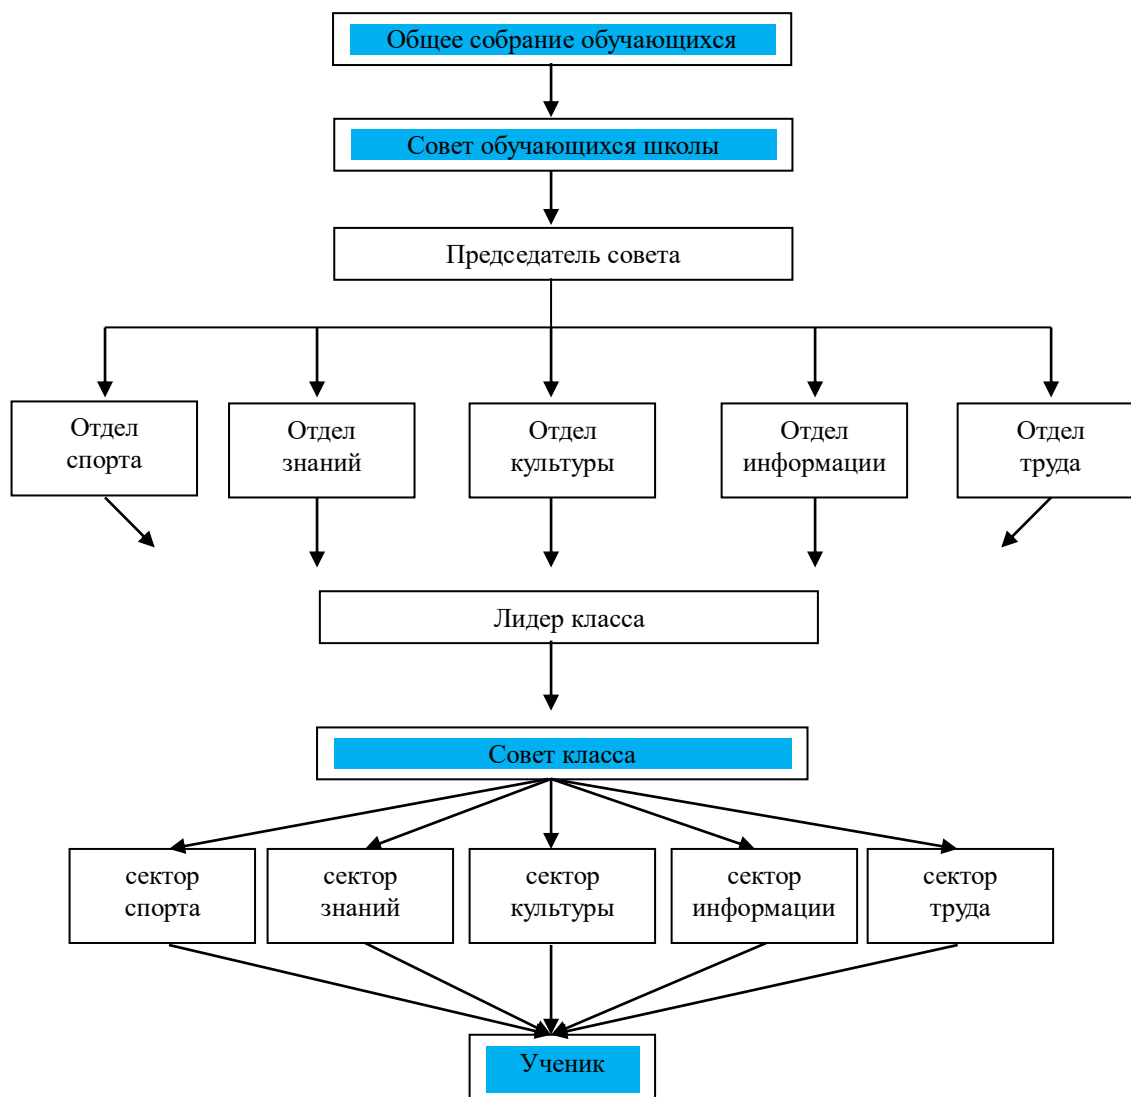 Общее собрание обучающихся
Совет обучающихся школы
Председатель совета
Отдел
спорта
Отдел
знаний
Отдел
культуры
Отдел
информации
Отдел
труда
Лидер класса
Совет класса
сектор
спорта
сектор
знаний
сектор
культуры
сектор
информации
сектор
труда
Ученик